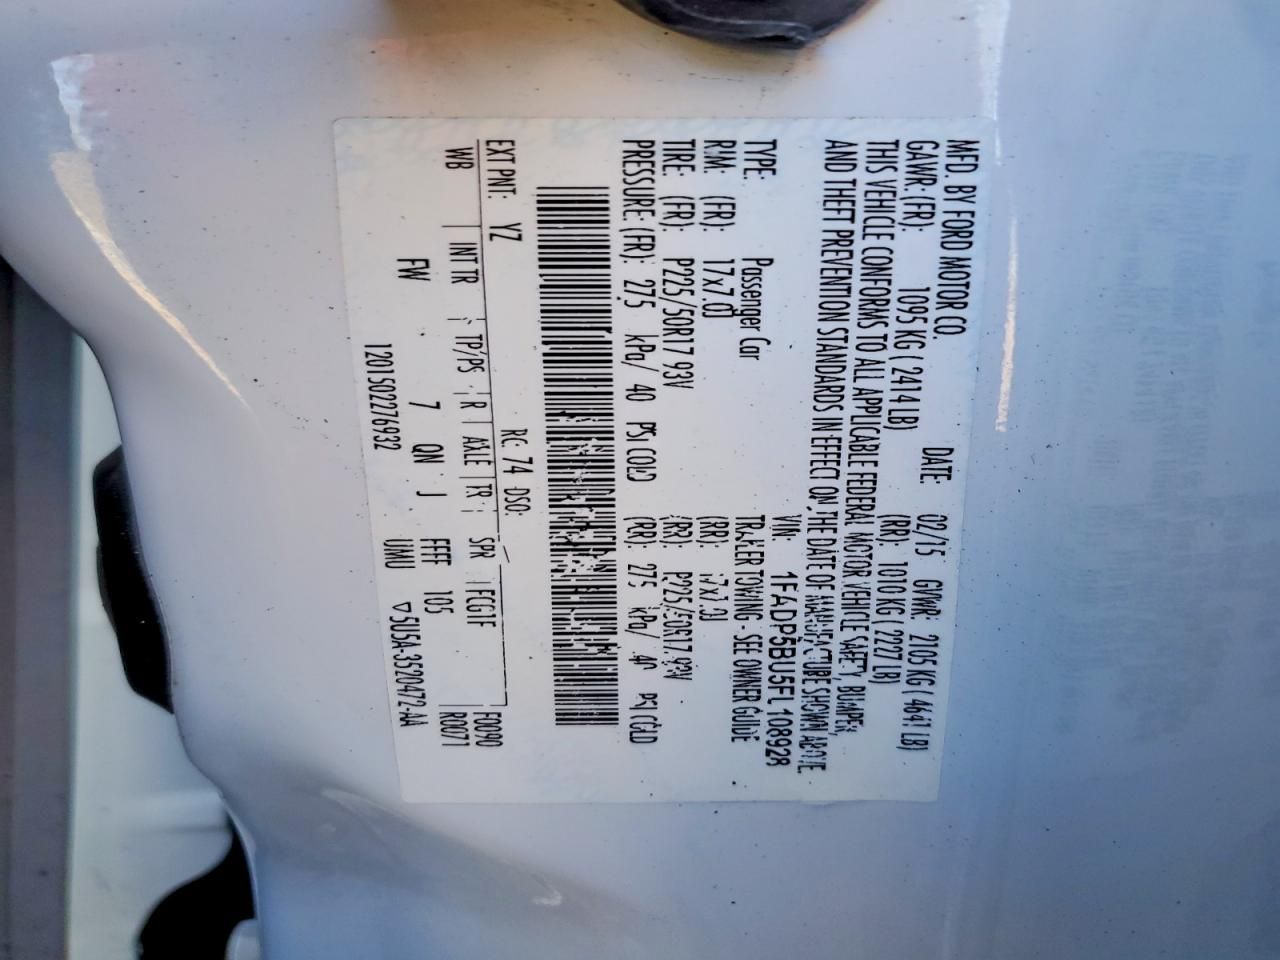 MFD. BY FORD MOTOR CO. DATE: 02/15 GVWR: 2105 KG ( 4641 LB)
GAWR: (FR): 1095 KG ( 2414 LB) (RR): 1010 KG ( 2227 LB)
THIS VEHICLE CONFORMS TO ALL APPLICABLE FEDERAL MOTOR VEHICLE SAFETY, BUMPER,
AND THEFT PREVENTION STANDARDS IN EFFECT ON THE DATE OF MANUFACTURE SHOWN ABOVE
VIN: 1FADP5BU5FL108928
TYPE: Passenger Car TRAILER TOWING - SEE OWNER GUIDE
RIM: (FR): 17x7.0J (RR): 17x7.0J
TIRE: (FR): P225/50R17 93V (RR): P225/50R17 93V
PRESSURE: (FR): 275 kPa/ 40 PSI COLD (RR): 275 kPa/ 40 PSI COLD
RC: 74 DSO:
EXT PNT: YZ F0090
WB INT TR TP/PS R AXLE TR SPR FCG1F R0071
FW 7 QN J FFFF 105
UMU ▽5U5A-3520472-AA
120150227 6932